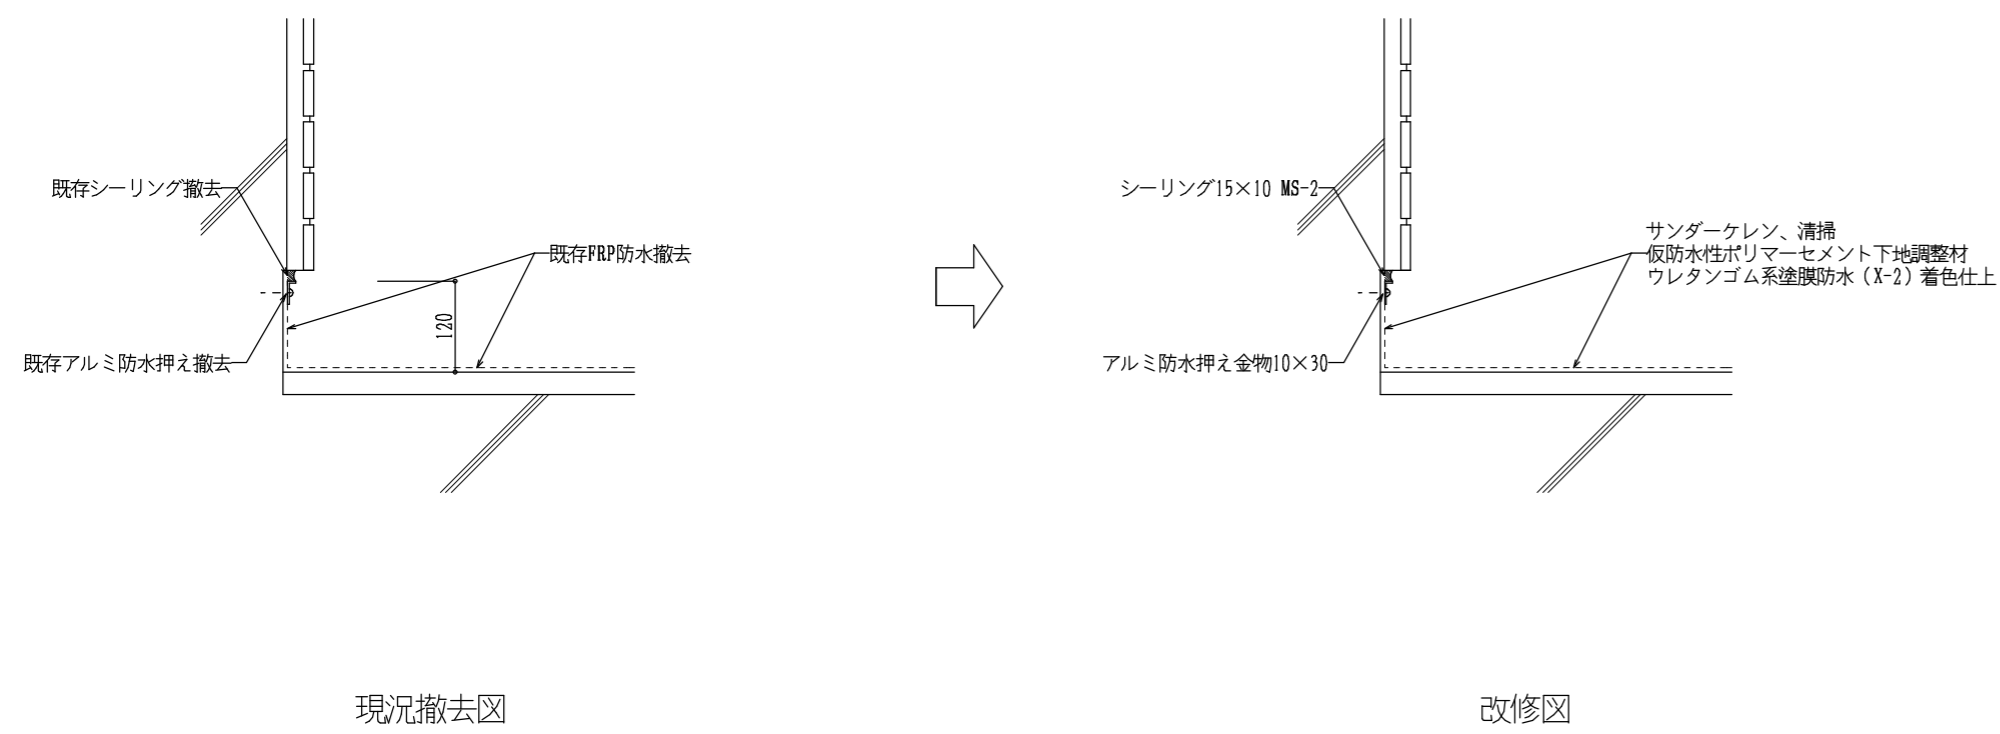 既存シーリング撤去
既存FRP防水撤去
120
既存アルミ防水押え撤去
現況撤去図
シーリング15×10 MS-2
サンダーケレン、清掃
仮防水性ポリマーセメント下地調整材
ウレタンゴム系塗膜防水（X-2）着色仕上
アルミ防水押え金物10×30
改修図